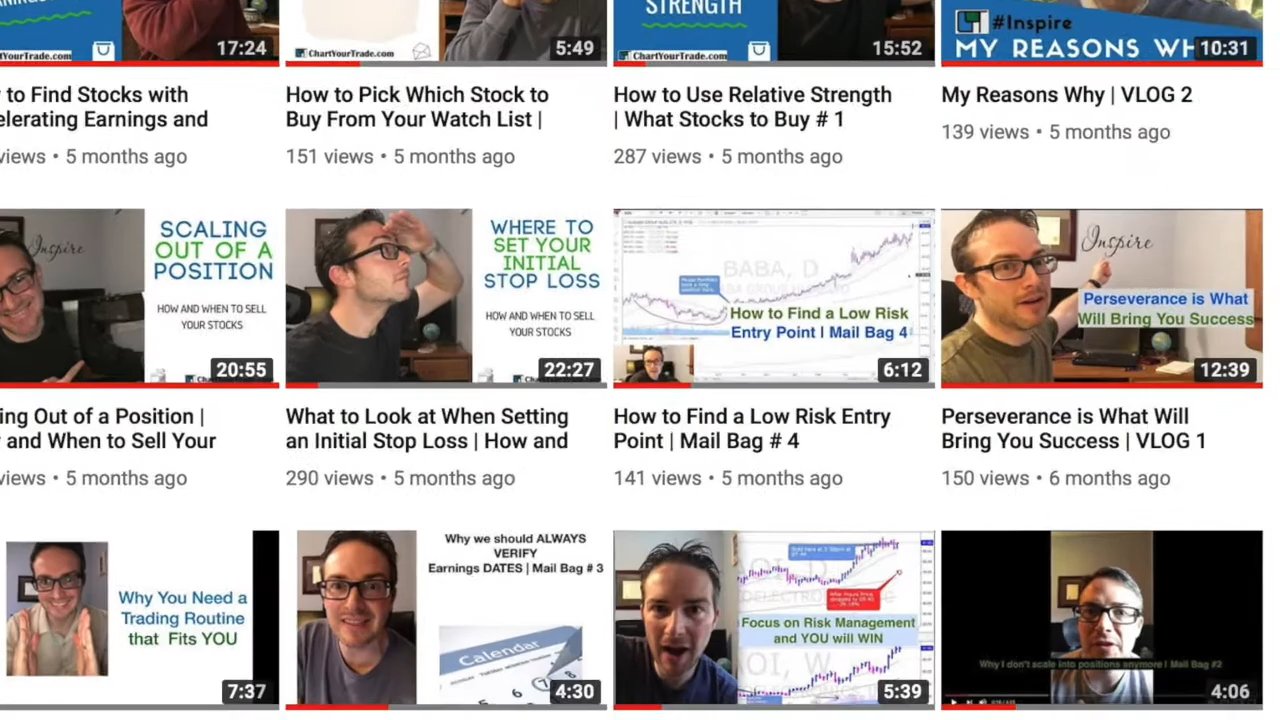 ChartYourTrade.com
17:24
ChartYourTrade.com
5:49
STRENGTH
ChartYourTrade.com
15:52
#Inspire
MY REASONS WH
10:31
to Find Stocks with
elerating Earnings and
views • 5 months ago
How to Pick Which Stock to
Buy From Your Watch List |
151 views • 5 months ago
How to Use Relative Strength
| What Stocks to Buy # 1
287 views • 5 months ago
My Reasons Why | VLOG 2
139 views • 5 months ago
Inspire
SCALING
OUT OF A
POSITION
HOW AND WHEN TO SELL
YOUR STOCKS
20:55
WHERE TO
SET YOUR
INITIAL
STOP LOSS
HOW AND WHEN TO SELL
YOUR STOCKS
22:27
BABA, D
How to Find a Low Risk
Entry Point | Mail Bag 4
6:12
Inspire
Perseverance is What
Will Bring You Success
12:39
ing Out of a Position |
and When to Sell Your
views • 5 months ago
What to Look at When Setting
an Initial Stop Loss | How and
290 views • 5 months ago
How to Find a Low Risk Entry
Point | Mail Bag # 4
141 views • 5 months ago
Perseverance is What Will
Bring You Success | VLOG 1
150 views • 6 months ago
Why You Need a
Trading Routine
that Fits YOU
7:37
Why we should ALWAYS
VERIFY
Earnings DATES | Mail Bag # 3
Calendar
6 7
4:30
Focus on Risk Management
and YOU will WIN
OI, W
5:39
Why I don't scale into positions anymore | Mail Bag #2
4:06